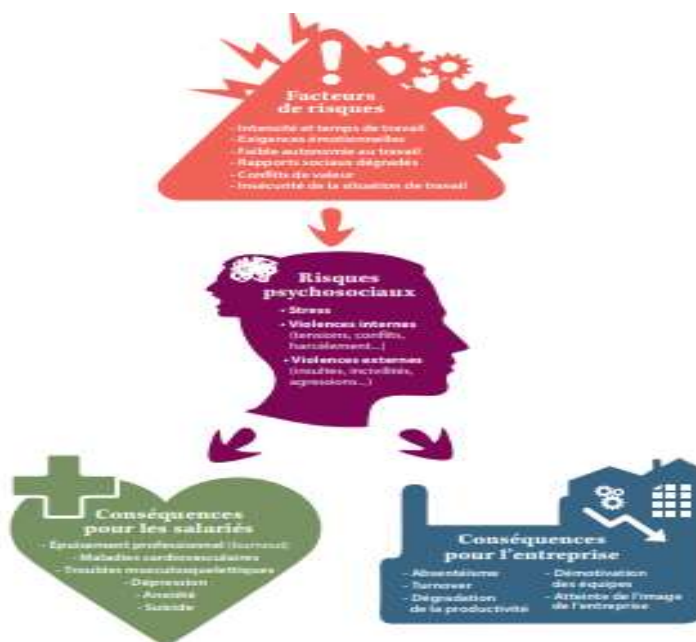 Facteurs
de risques
- Intensité et temps de travail
- Exigences émotionnelles
- Faible autonomie au travail
- Rapports sociaux dégradés
- Conflits de valeur
- Insécurité de la situation de travail
Risques
psychosociaux
• Stress
• Violences internes
(tensions, conflits,
harcèlement...)
• Violences externes
(insultes, incivilités,
agressions...)
Conséquences
pour les salariés
- Epuisement professionnel (burnout)
- Maladies cardiovasculaires
- Troubles musculosquelettiques
- Dépression
- Anxiété
- Suicide
Conséquences
pour l'entreprise
- Absentéisme
- Turnover
- Dégradation
de la productivité
- Démotivation
des équipes
- Atteinte de l'image
de l'entreprise